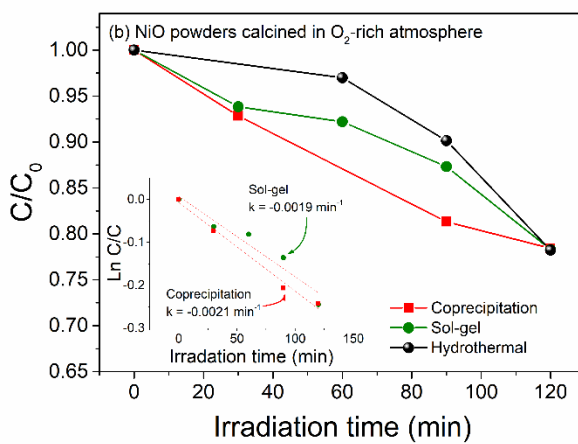 (b) NiO powders calcined in O₂-rich atmosphere
C/C₀
1.00
0.95
0.90
0.85
0.80
0.75
0.70
0.65
0
20
40
60
80
100
120
Irradiation time (min)
Ln C/C
0.0
-0.1
-0.2
-0.3
0
50
100
Irradation time (min)
Sol-gel
k = -0.0019 min⁻¹
Coprecipitation
k = -0.0021 min⁻¹
Coprecipitation
Sol-gel
Hydrothermal